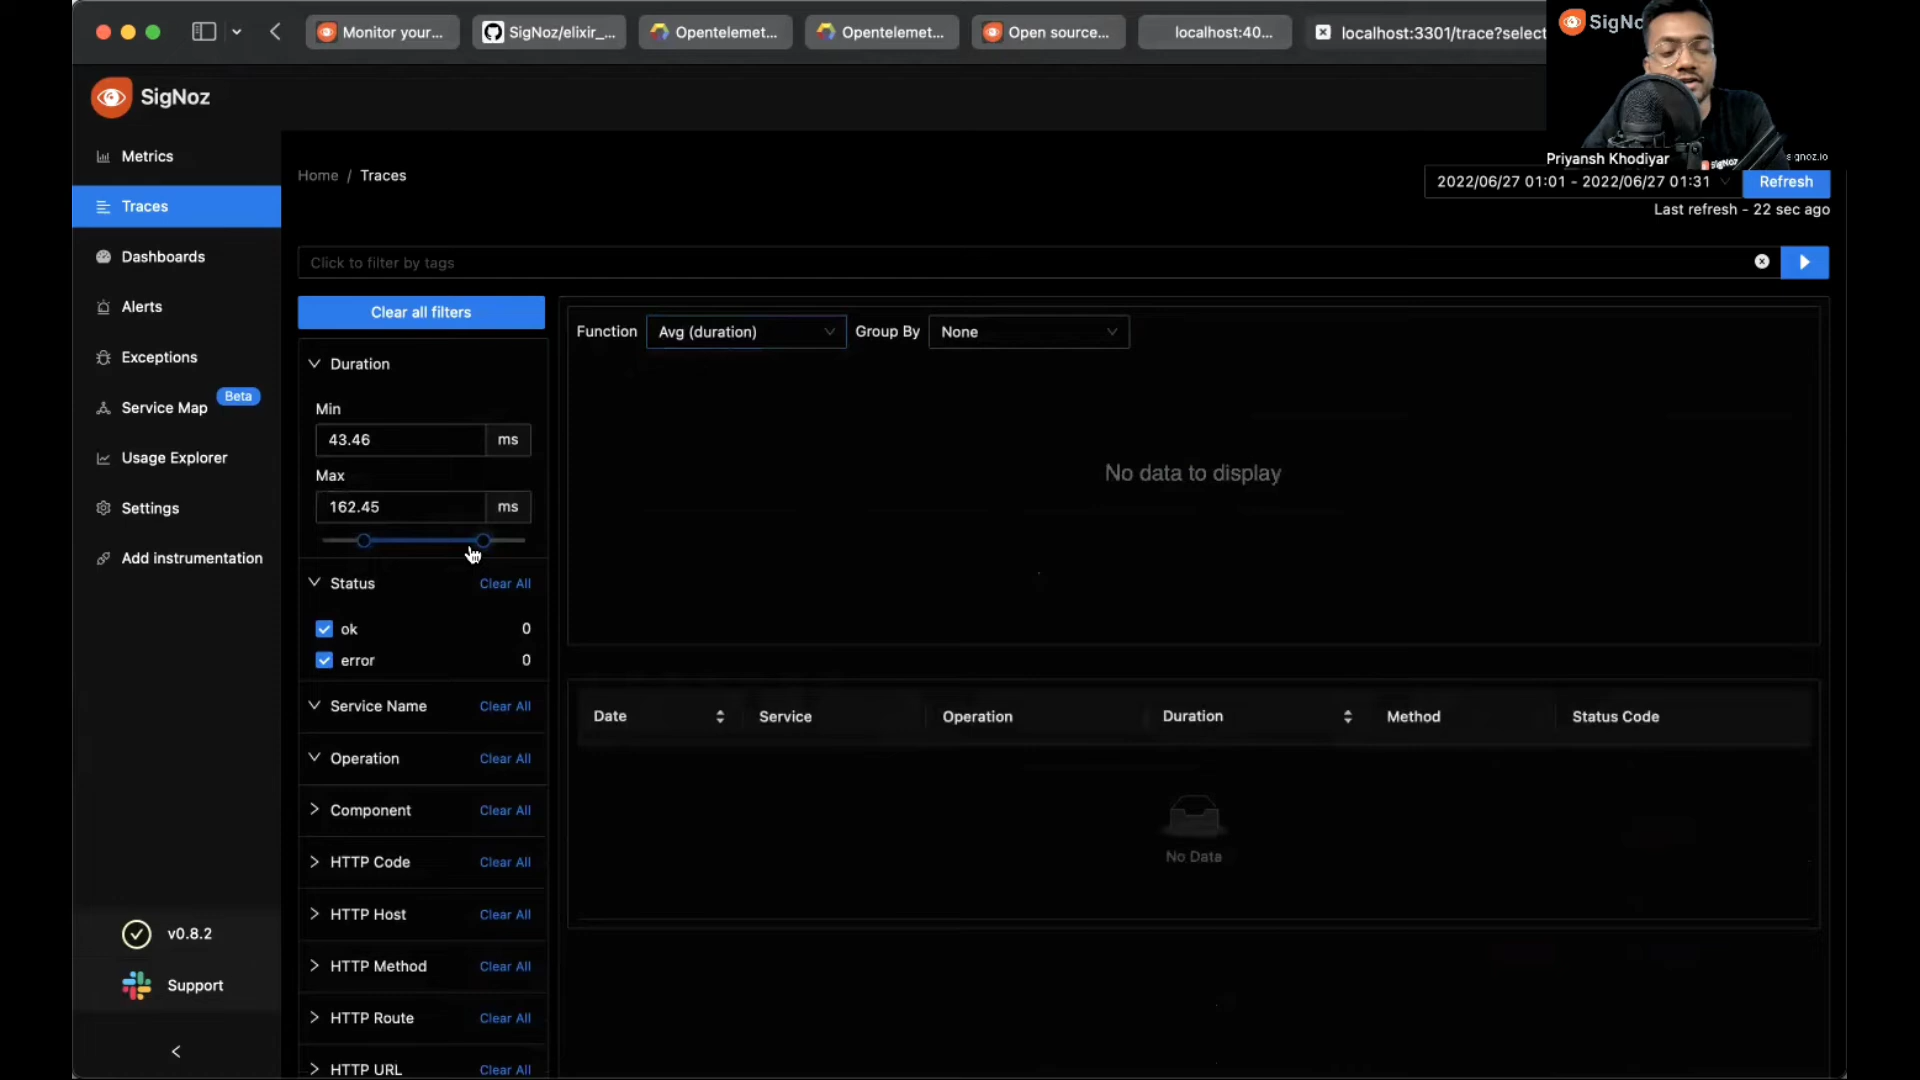 Monitor your...
SigNoz/elixir_...
Opentelemet...
Opentelemet...
Open source...
localhost:40...
localhost:3301/trace?select
SigNoz
Priyansh Khodiyar
SigNoz
Metrics
Traces
Dashboards
Alerts
Exceptions
Service Map
Beta
Usage Explorer
Settings
Add instrumentation
v0.8.2
Support
Home / Traces
2022/06/27 01:01 - 2022/06/27 01:31
Refresh
Last refresh - 22 sec ago
Click to filter by tags
Clear all filters
Duration
Min
43.46 ms
Max
162.45 ms
Status Clear All
ok 0
error 0
Service Name Clear All
Operation Clear All
Component Clear All
HTTP Code Clear All
HTTP Host Clear All
HTTP Method Clear All
HTTP Route Clear All
HTTP URL Clear All
Function Avg (duration) Group By None
No data to display
Date Service Operation Duration Method Status Code
No Data